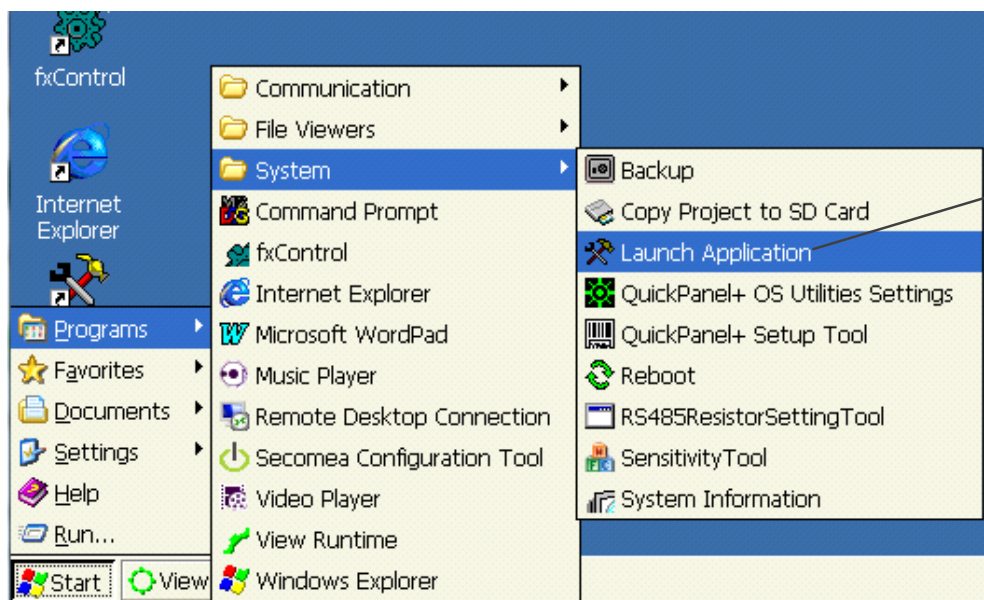 fxControl
Internet
Explorer
Programs
Favorites
Documents
Settings
Help
Run...
Start
View
Communication
File Viewers
System
Command Prompt
fxControl
Internet Explorer
Microsoft WordPad
Music Player
Remote Desktop Connection
Secomea Configuration Tool
Video Player
View Runtime
Windows Explorer
Backup
Copy Project to SD Card
Launch Application
QuickPanel+ OS Utilities Settings
QuickPanel+ Setup Tool
Reboot
RS485ResistorSettingTool
SensitivityTool
System Information